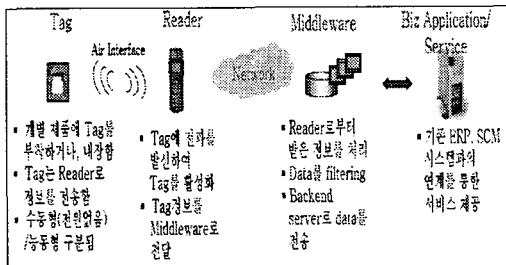 Tag
Reader
Middleware
Biz Application/
Service
Air Interface
Network
▪ 개별 제품에 Tag를
부착하거나, 내장함
▪ Tag는 Reader로
정보를 전송함
▪ 수동형(전원없음)
/능동형 구분됨
▪ Tag에 전파를
발신하여
Tag를 활성화
▪ Tag정보를
Middleware로
전달
▪ Reader로부터
받은 정보를 처리
▪ Data를 filtering
▪ Backend
server로 data를
전송
▪ 기존 ERP, SCM
시스템과의
연계를 통한
서비스 제공